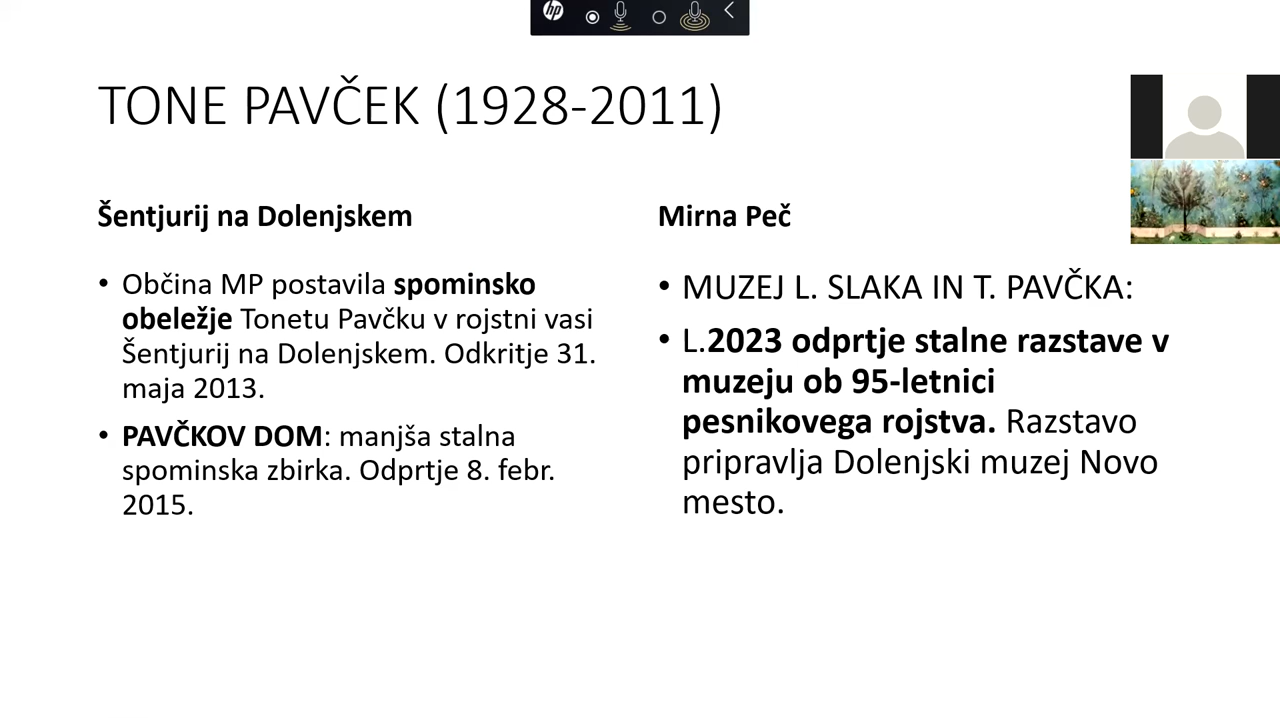 hp
TONE PAVČEK (1928-2011)
Šentjurij na Dolenjskem
• Občina MP postavila spominsko
obeležje Tonetu Pavčku v rojstni vasi
Šentjurij na Dolenjskem. Odkritje 31.
maja 2013.
• PAVČKOV DOM: manjša stalna
spominska zbirka. Odprtje 8. febr.
2015.
Mirna Peč
• MUZEJ L. SLAKA IN T. PAVČKA:
• L.2023 odprtje stalne razstave v
muzeju ob 95-letnici
pesnikovega rojstva. Razstavo
pripravlja Dolenjski muzej Novo
mesto.